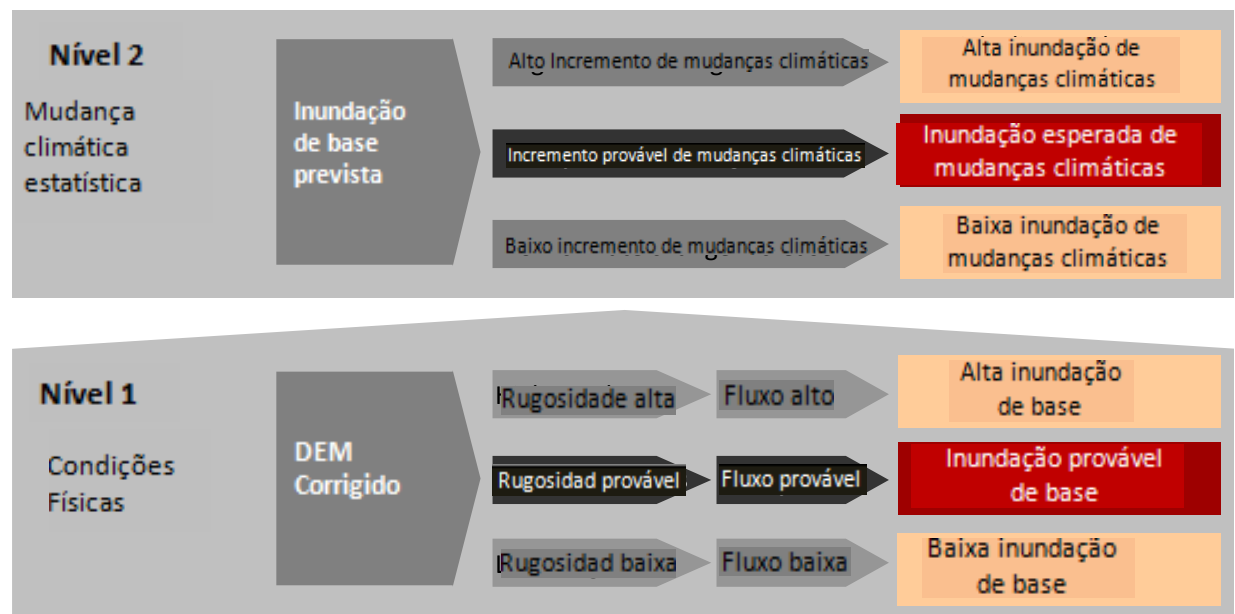 Nível 2
Mudança
climática
estatística
Inundação
de base
prevista
Alto Incremento de mudanças climáticas
Alta inundação de
mudanças climáticas
Incremento provável de mudanças climáticas
Inundação esperada de
mudanças climáticas
Baixo incremento de mudanças climáticas
Baixa inundação de
mudanças climáticas
Nível 1
Condições
Físicas
DEM
Corrigido
Rugosidade alta
Fluxo alto
Alta inundação
de base
Rugosidad provável
Fluxo provável
Inundação provável
de base
Rugosidad baixa
Fluxo baixa
Baixa inundação
de base